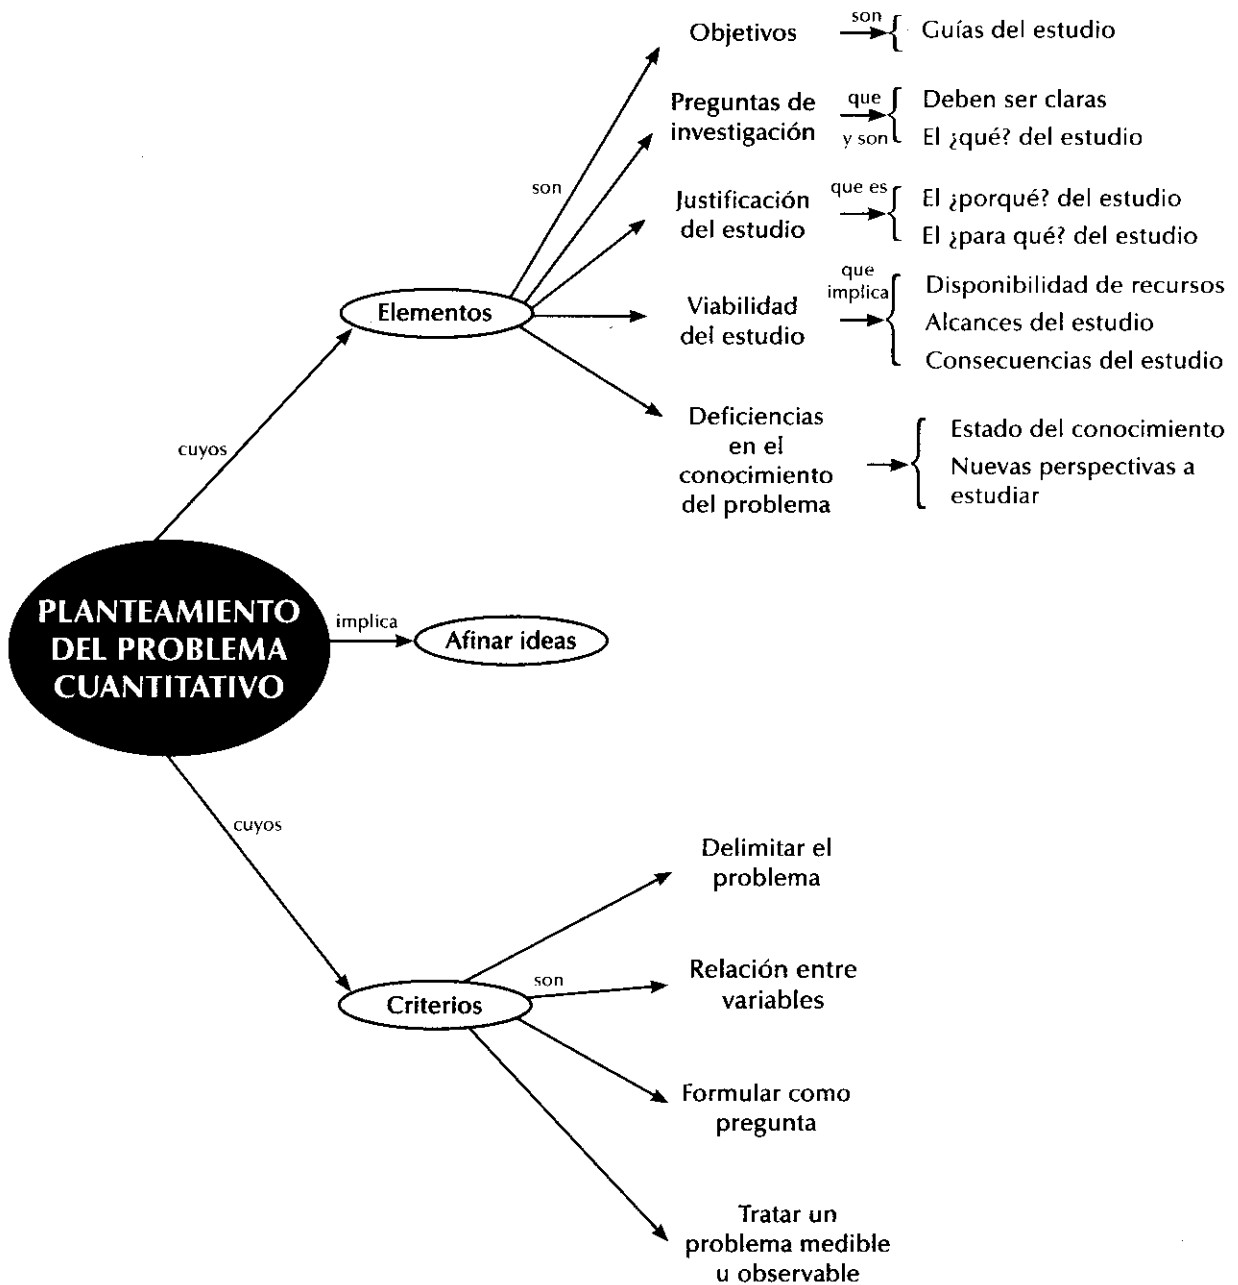 Objetivos
son
Guías del estudio
Preguntas de
investigación
que
y son
Deben ser claras
El ¿qué? del estudio
son
Justificación
del estudio
que es
El ¿porqué? del estudio
El ¿para qué? del estudio
Elementos
Viabilidad
del estudio
que
implica
Disponibilidad de recursos
Alcances del estudio
Consecuencias del estudio
Deficiencias
en el
conocimiento
del problema
Estado del conocimiento
Nuevas perspectivas a
estudiar
cuyos
PLANTEAMIENTO
DEL PROBLEMA
CUANTITATIVO
implica
Afinar ideas
cuyos
Criterios
son
Delimitar el
problema
Relación entre
variables
Formular como
pregunta
Tratar un
problema medible
u observable